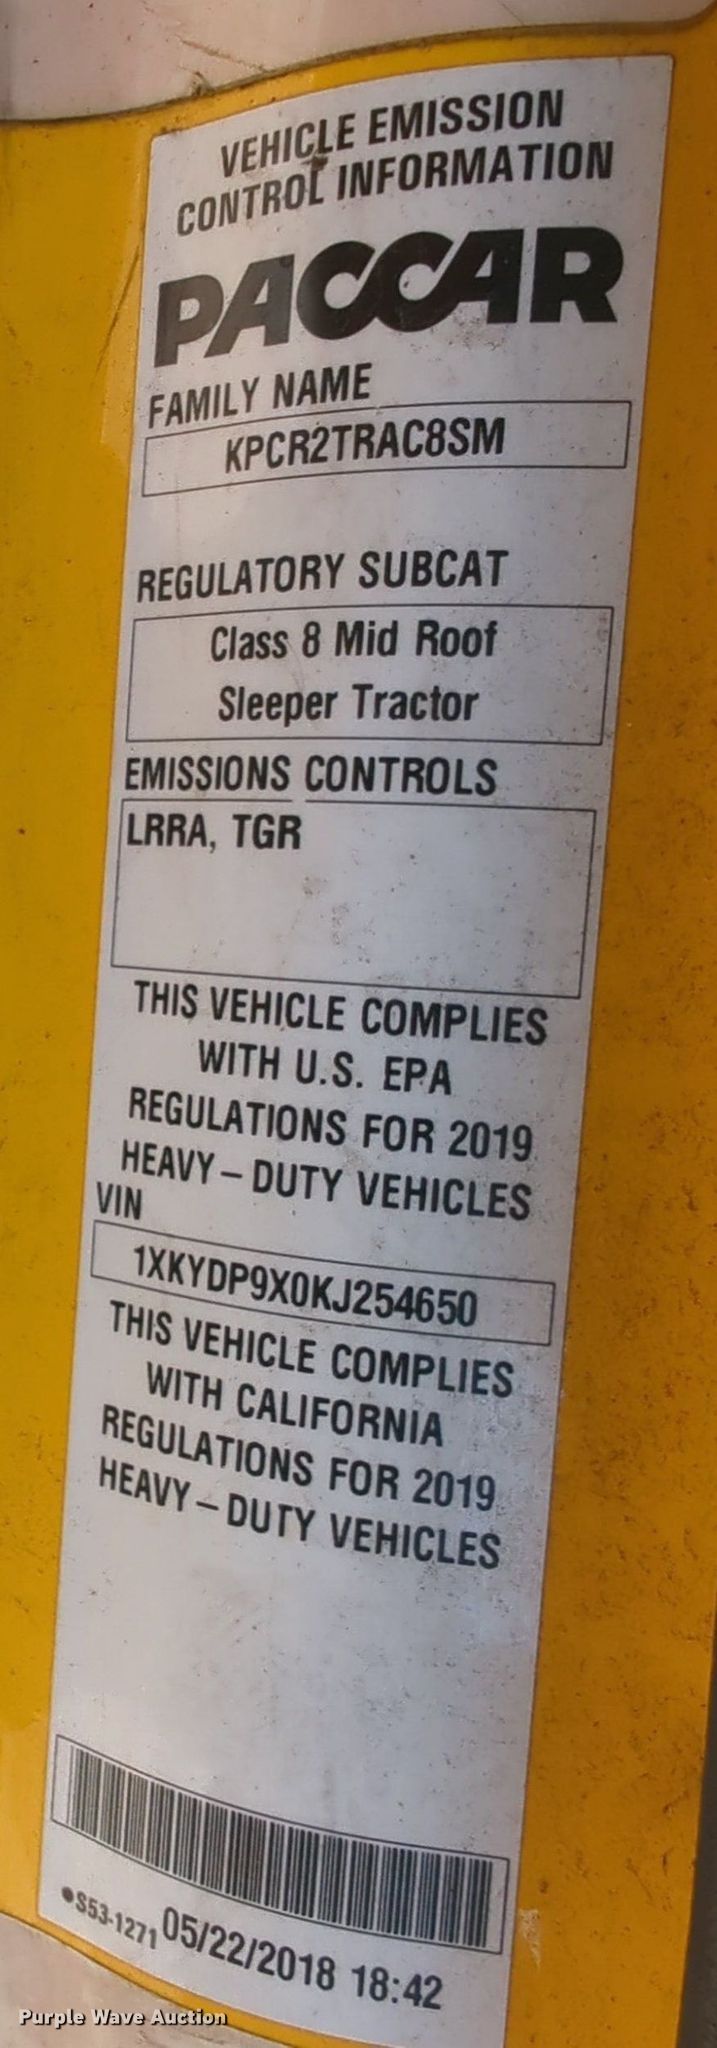 VEHICLE EMISSION
CONTROL INFORMATION
PACCAR
FAMILY NAME
KPCR2TRAC8SM
REGULATORY SUBCAT
Class 8 Mid Roof
Sleeper Tractor
EMISSIONS CONTROLS
LRRA, TGR
THIS VEHICLE COMPLIES
WITH U.S. EPA
REGULATIONS FOR 2019
HEAVY-DUTY VEHICLES
VIN
1XKYDP9X0KJ254650
THIS VEHICLE COMPLIES
WITH CALIFORNIA
REGULATIONS FOR 2019
HEAVY-DUTY VEHICLES
●S53-1271 05/22/2018 18:42
Purple Wave Auction